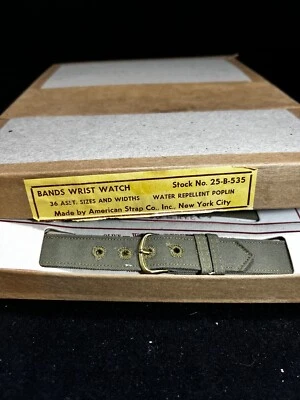 BANDS WRIST WATCH Stock No. 25-B-535
36 ASS'T. SIZES AND WIDTHS WATER REPELLENT POPLIN
Made by American Strap Co., Inc. New York City